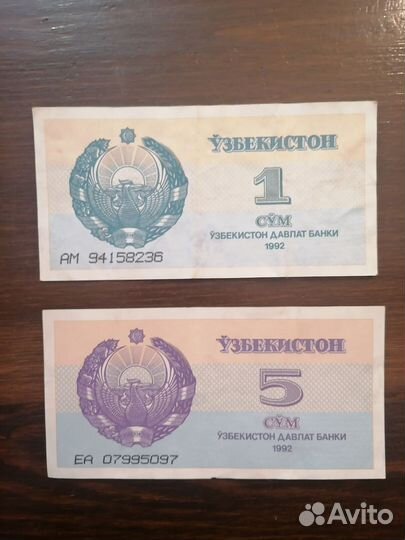 ЎЗБЕКИСТОН
1
СЎМ
ЎЗБЕКИСТОН ДАВЛАТ БАНКИ
1992
АМ 94158236
ЎЗБЕКИСТОН
5
СЎМ
ЎЗБЕКИСТОН ДАВЛАТ БАНКИ
1992
ЕА 07995097
Avito